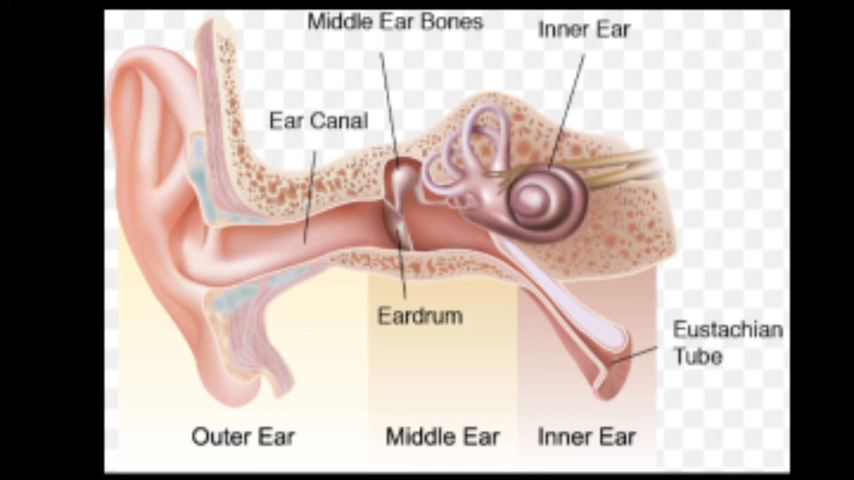 Middle Ear Bones
Inner Ear
Ear Canal
Eardrum
Eustachian
Tube
Outer Ear
Middle Ear
Inner Ear